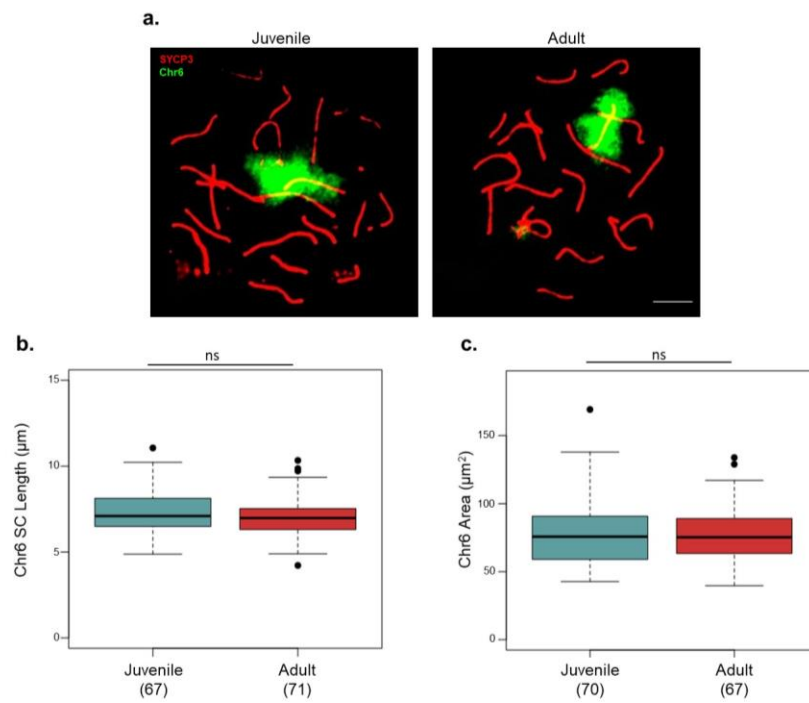 a.
Juvenile
Adult
SYCP3
Chr6
b.
ns
Chr6 SC Length (µm)
15
10
5
0
Juvenile
(67)
Adult
(71)
c.
ns
Chr6 Area (µm²)
150
100
50
0
Juvenile
(70)
Adult
(67)